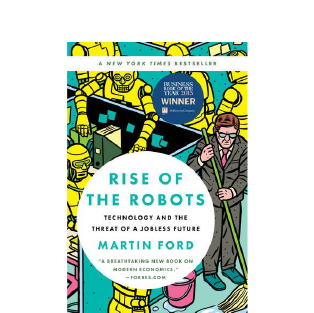 A NEW YORK TIMES BESTSELLER
BUSINESS
BOOK OF THE
YEAR 2015
WINNER
RISE OF
THE ROBOTS
TECHNOLOGY AND THE
THREAT OF A JOBLESS FUTURE
MARTIN FORD
"A BREATHTAKING NEW BOOK ON
MODERN ECONOMICS."
—FORBES.COM